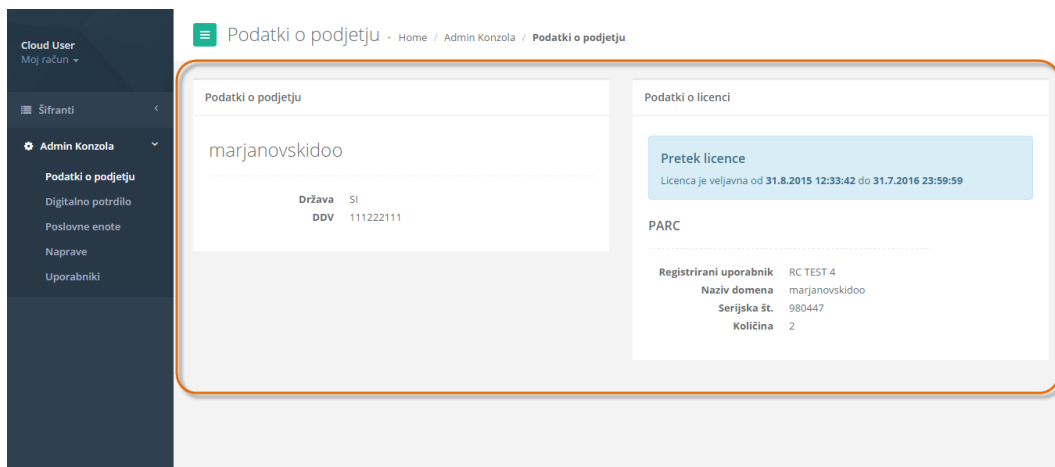 Cloud User
Moj račun
Šifranti
Admin Konzola
Podatki o podjetju
Digitalno potrdilo
Poslovne enote
Naprave
Uporabniki
Podatki o podjetju - Home / Admin Konzola / Podatki o podjetju
Podatki o podjetju
marjanovskidoo
Država SI
DDV 111222111
Podatki o licenci
Pretek licence
Licenca je veljavna od 31.8.2015 12:33:42 do 31.7.2016 23:59:59
PARC
Registrirani uporabnik RC TEST 4
Naziv domena marjanovskidoo
Serijska št. 980447
Količina 2